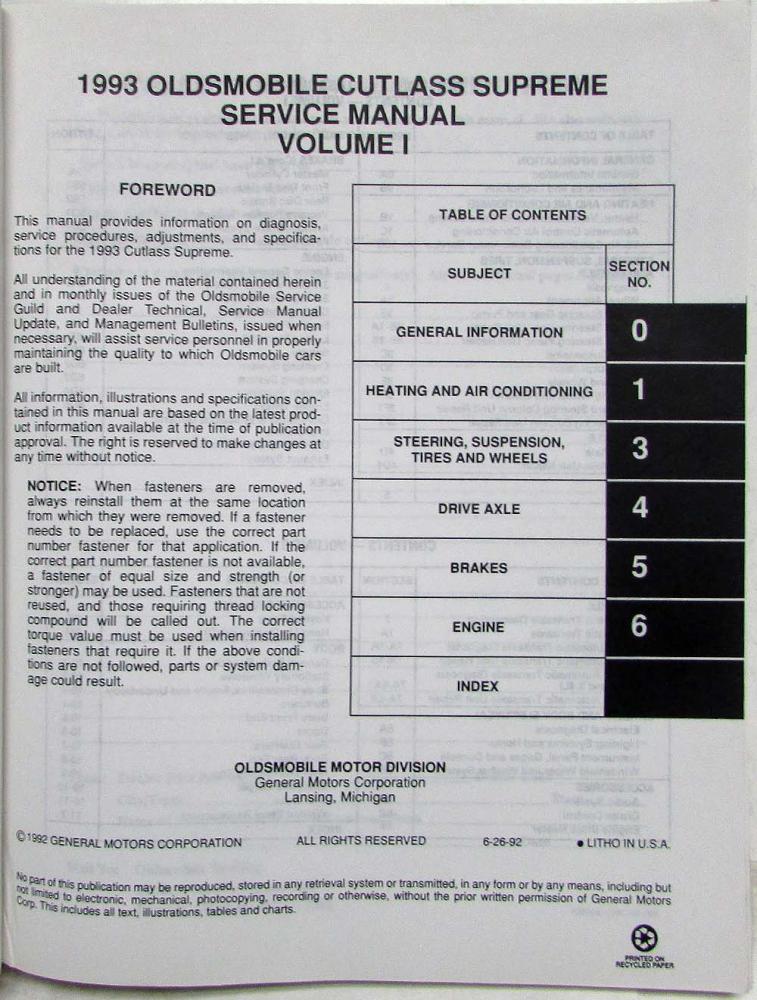 1993 OLDSMOBILE CUTLASS SUPREME
SERVICE MANUAL
VOLUME I
FOREWORD
This manual provides information on diagnosis,
service procedures, adjustments, and specifica-
tions for the 1993 Cutlass Supreme.
All understanding of the material contained herein
and in monthly issues of the Oldsmobile Service
Guild and Dealer Technical, Service Manual
Update, and Management Bulletins, issued when
necessary, will assist service personnel in properly
maintaining the quality to which Oldsmobile cars
are built.
All information, illustrations and specifications con-
tained in this manual are based on the latest prod-
uct information available at the time of publication
approval. The right is reserved to make changes at
any time without notice.
NOTICE: When fasteners are removed,
always reinstall them at the same location
from which they were removed. If a fastener
needs to be replaced, use the correct part
number fastener for that application. If the
correct part number fastener is not available,
a fastener of equal size and strength (or
stronger) may be used. Fasteners that are not
reused, and those requiring thread locking
compound will be called out. The correct
torque value must be used when installing
fasteners that require it. If the above condi-
tions are not followed, parts or system dam-
age could result.
TABLE OF CONTENTS
SUBJECT
SECTION
NO.
GENERAL INFORMATION 0
HEATING AND AIR CONDITIONING 1
STEERING, SUSPENSION,
TIRES AND WHEELS 3
DRIVE AXLE 4
BRAKES 5
ENGINE 6
INDEX
OLDSMOBILE MOTOR DIVISION
General Motors Corporation
Lansing, Michigan
©1992 GENERAL MOTORS CORPORATION ALL RIGHTS RESERVED 6-26-92 ● LITHO IN U.S.A.
No part of this publication may be reproduced, stored in any retrieval system or transmitted, in any form or by any means, including but
not limited to electronic, mechanical, photocopying, recording or otherwise, without the prior written permission of General Motors
Corp. This includes all text, illustrations, tables and charts.
PRINTED ON
RECYCLED PAPER